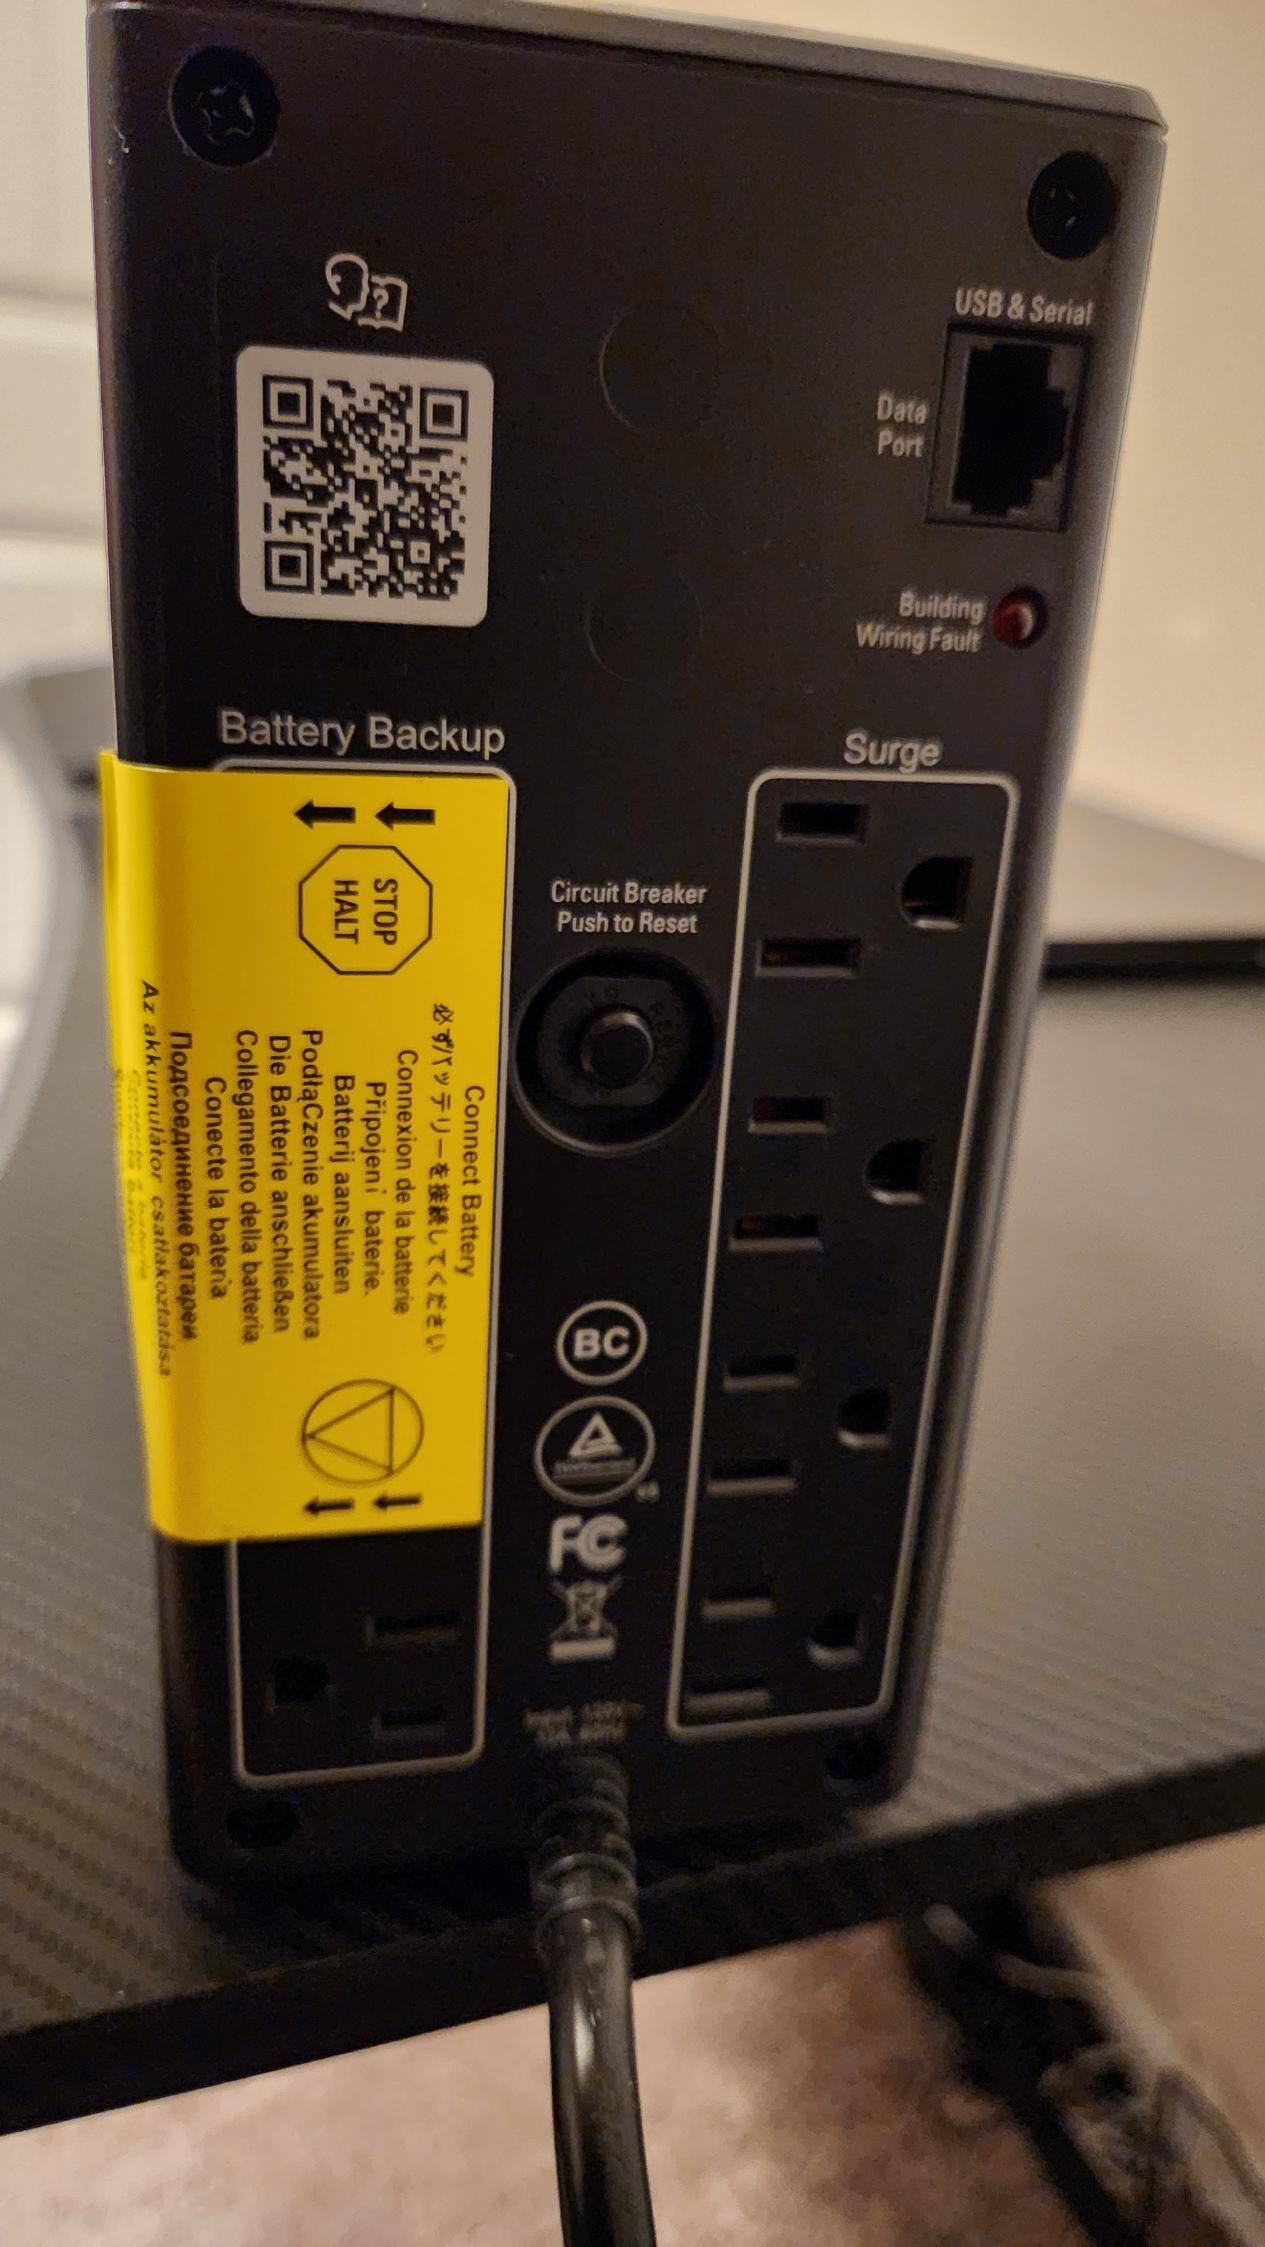 USB & Serial
Data
Port
Building
Wiring Fault
Battery Backup
Surge
Circuit Breaker
Push to Reset
STOP
HALT
Connect Battery
必ずバッテリーを接続してください
Connexion de la batterie
Připojení baterie.
Batterij aansluiten
PodłąCzenie akumulatora
Die Batterie anschließen
Collegamento della batteria
Conecte la batería
Подсоединение батареи
Az akkumulátor csatlakoztatása
BC
FC